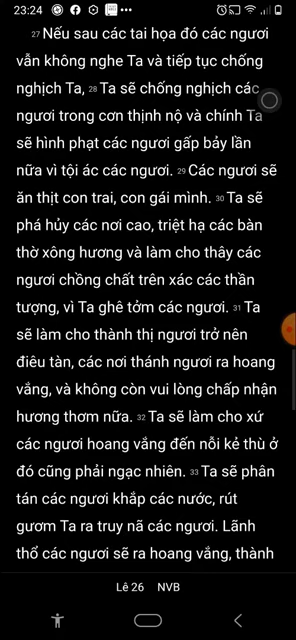 23:24
27 Nếu sau các tai họa đó các ngươi
vẫn không nghe Ta và tiếp tục chống
nghịch Ta, 28 Ta sẽ chống nghịch các
ngươi trong cơn thịnh nộ và chính Ta
sẽ hình phạt các ngươi gấp bảy lần
nữa vì tội ác các ngươi. 29 Các ngươi sẽ
ăn thịt con trai, con gái mình. 30 Ta sẽ
phá hủy các nơi cao, triệt hạ các bàn
thờ xông hương và làm cho thây các
ngươi chồng chất trên xác các thần
tượng, vì Ta ghê tởm các ngươi. 31 Ta
sẽ làm cho thành thị ngươi trở nên
điêu tàn, các nơi thánh ngươi ra hoang
vắng, và không còn vui lòng chấp nhận
hương thơm nữa. 32 Ta sẽ làm cho xứ
các ngươi hoang vắng đến nỗi kẻ thù ở
đó cũng phải ngạc nhiên. 33 Ta sẽ phân
tán các ngươi khắp các nước, rút
gươm Ta ra truy nã các ngươi. Lãnh
thổ các ngươi sẽ ra hoang vắng, thành
Lê 26 NVB